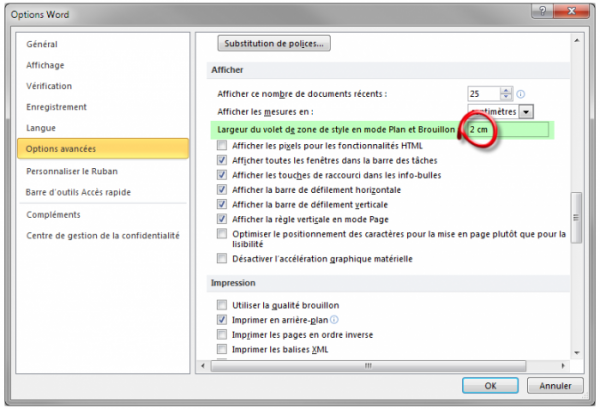 Options Word
Général
Affichage
Vérification
Enregistrement
Langue
Options avancées
Personnaliser le Ruban
Barre d'outils Accès rapide
Compléments
Centre de gestion de la confidentialité
Substitution de polices...
Afficher
Afficher ce nombre de documents récents : 25
Afficher les mesures en : centimètres
Largeur du volet de zone de style en mode Plan et Brouillon 2 cm
Afficher les pixels pour les fonctionnalités HTML
Afficher toutes les fenêtres dans la barre des tâches
Afficher les touches de raccourci dans les info-bulles
Afficher la barre de défilement horizontale
Afficher la barre de défilement verticale
Afficher la règle verticale en mode Page
Optimiser le positionnement des caractères pour la mise en page plutôt que pour la
lisibilité
Désactiver l'accélération graphique matérielle
Impression
Utiliser la qualité brouillon
Imprimer en arrière-plan
Imprimer les pages en ordre inverse
Imprimer les balises XML
OK Annuler